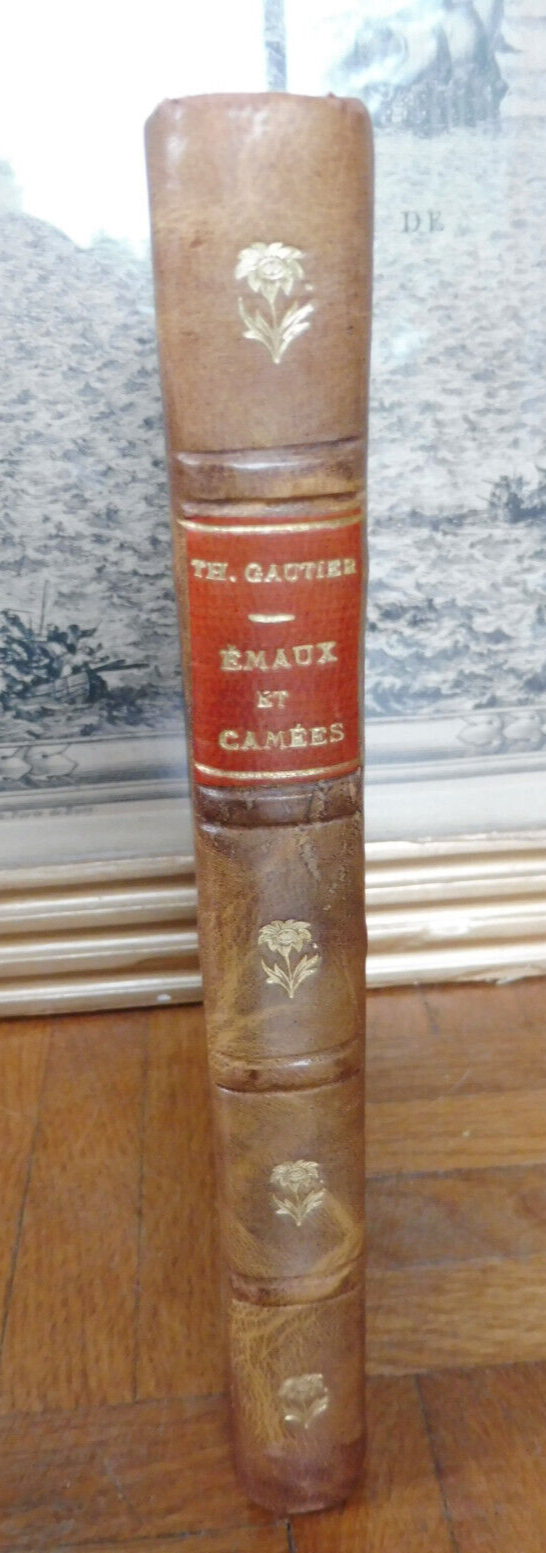 DE
TH. GAUTIER
ÉMAUX
ET
CAMÉES